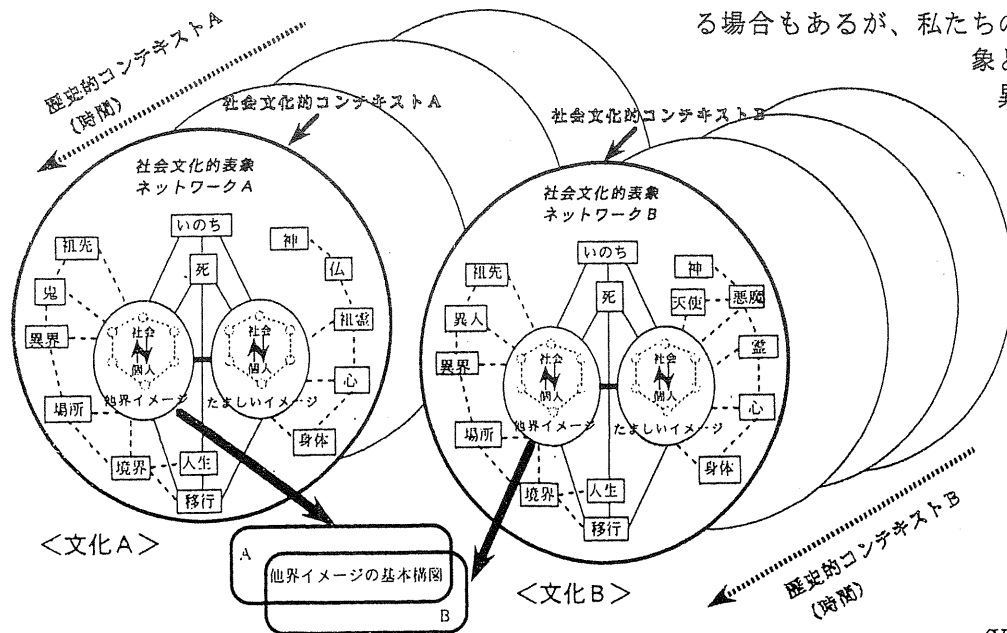 る場合もあるが、私たちの
象と
異
歴史的コンテキストA
(時間)
社会文化的コンテキストA
社会文化的表象
ネットワークA
いのち
神
祖先
死
仏
鬼
祖霊
異界
社会
個人
社会
個人
心
他界イメージ
たましいイメージ
場所
身体
境界
人生
移行
<文化A>
社会文化的コンテキストB
社会文化的表象
ネットワークB
いのち
神
祖先
死
天使
悪魔
異人
霊
異界
社会
個人
社会
個人
心
他界イメージ
たましいイメージ
場所
身体
境界
人生
移行
<文化B>
歴史的コンテキストB
(時間)
A
他界イメージの基本構図
B